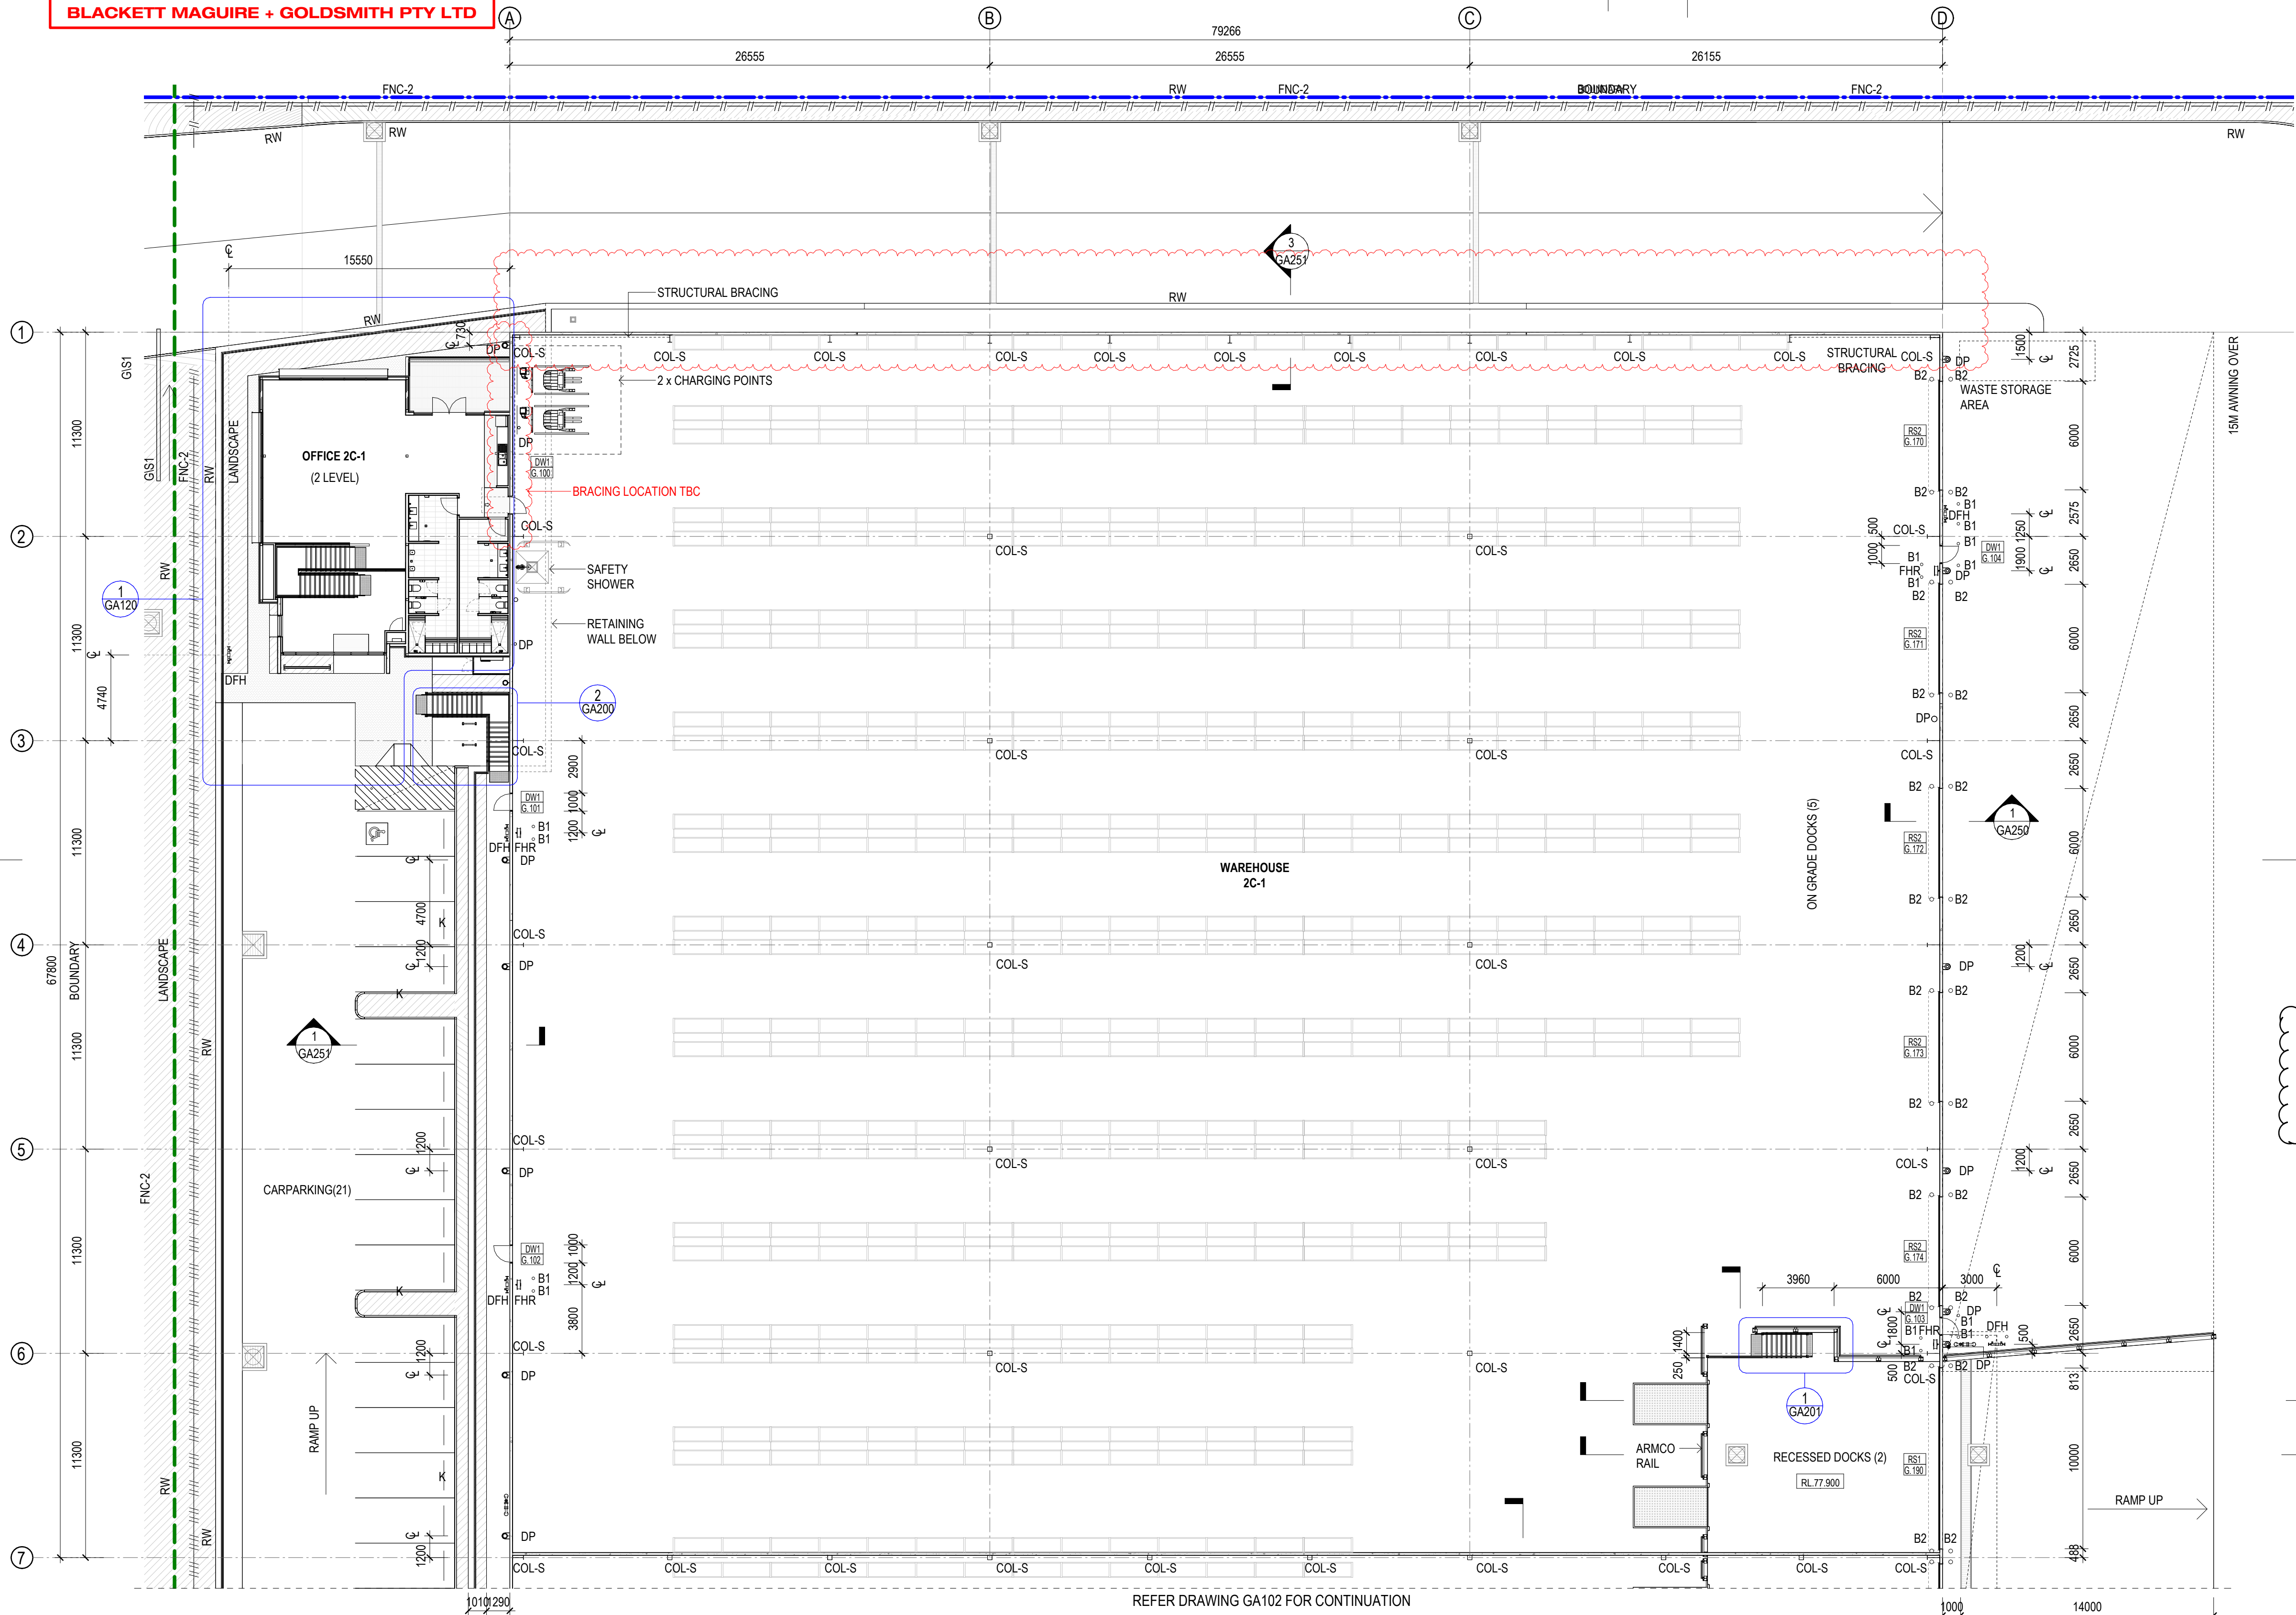 BLACKETT MAGUIRE + GOLDSMITH PTY LTD
A
B
C
D
79266
26555
26555
26155
FNC-2
RW
FNC-2
FNC-2
RW
RW
RW
15550
3
GA251
STRUCTURAL BRACING
RW
RW
1
730
DP
COL-S
COL-S
COL-S
COL-S
COL-S
COL-S
COL-S
COL-S
COL-S
COL-S
STRUCTURAL
BRACING
COL-S
DP
1500
2725
15M AWNING OVER
GIS1
2 x CHARGING POINTS
B2
B2
WASTE STORAGE
AREA
11300
GIS1
FNC-2
RW
LANDSCAPE
OFFICE 2C-1
(2 LEVEL)
DP
DW1
G.100
RS2
G.170
6000
BRACING LOCATION TBC
B2
B2
B1
DFH
B1
2575
2
COL-S
COL-S
COL-S
COL-S
500
1000
B1
DW1
G.104
1250
1900
2650
RW
SAFETY
SHOWER
B1
FHR
B1
B1
DP
B2
B2
1
GA120
11300
RETAINING
WALL BELOW
DP
RS2
G.171
6000
4740
DFH
2
GA200
B2
B2
DP
2650
3
COL-S
COL-S
COL-S
COL-S
2900
2650
B2
B2
DW1
G.101
1000
1200
B1
B1
DFH
FHR
DP
ON GRADE DOCKS (5)
1
GA250
11300
RS2
G.172
6000
WAREHOUSE
2C-1
4700
K
B2
B2
2650
COL-S
4
67800
BOUNDARY
LANDSCAPE
1200
DP
COL-S
COL-S
1200
DP
2650
B2
B2
K
1
GA251
RW
11300
RS2
G.173
6000
B2
B2
2650
1200
COL-S
5
COL-S
COL-S
COL-S
DP
1200
DP
2650
FNC-2
CARPARKING(21)
B2
B2
11300
DW1
G.102
1000
1200
B1
B1
DFH
FHR
3800
K
RS2
G.174
6000
3960
6000
3000
B2
B2
DW1
G.103
DP
B1
FHR
B1
B1
DFH
1800
500
2650
6
COL-S
1200
DP
COL-S
COL-S
1400
250
B1
500
B2
B2
DP
COL-S
813
1
GA201
RAMP UP
11300
ARMCO
RAIL
RECESSED DOCKS (2)
RL.77.900
RS1
G.190
10000
K
RW
RW
RAMP UP
DP
1200
B2
B2
488
7
COL-S
COL-S
COL-S
COL-S
COL-S
COL-S
COL-S
COL-S
COL-S
COL-S
1010
1290
REFER DRAWING GA102 FOR CONTINUATION
1000
14000